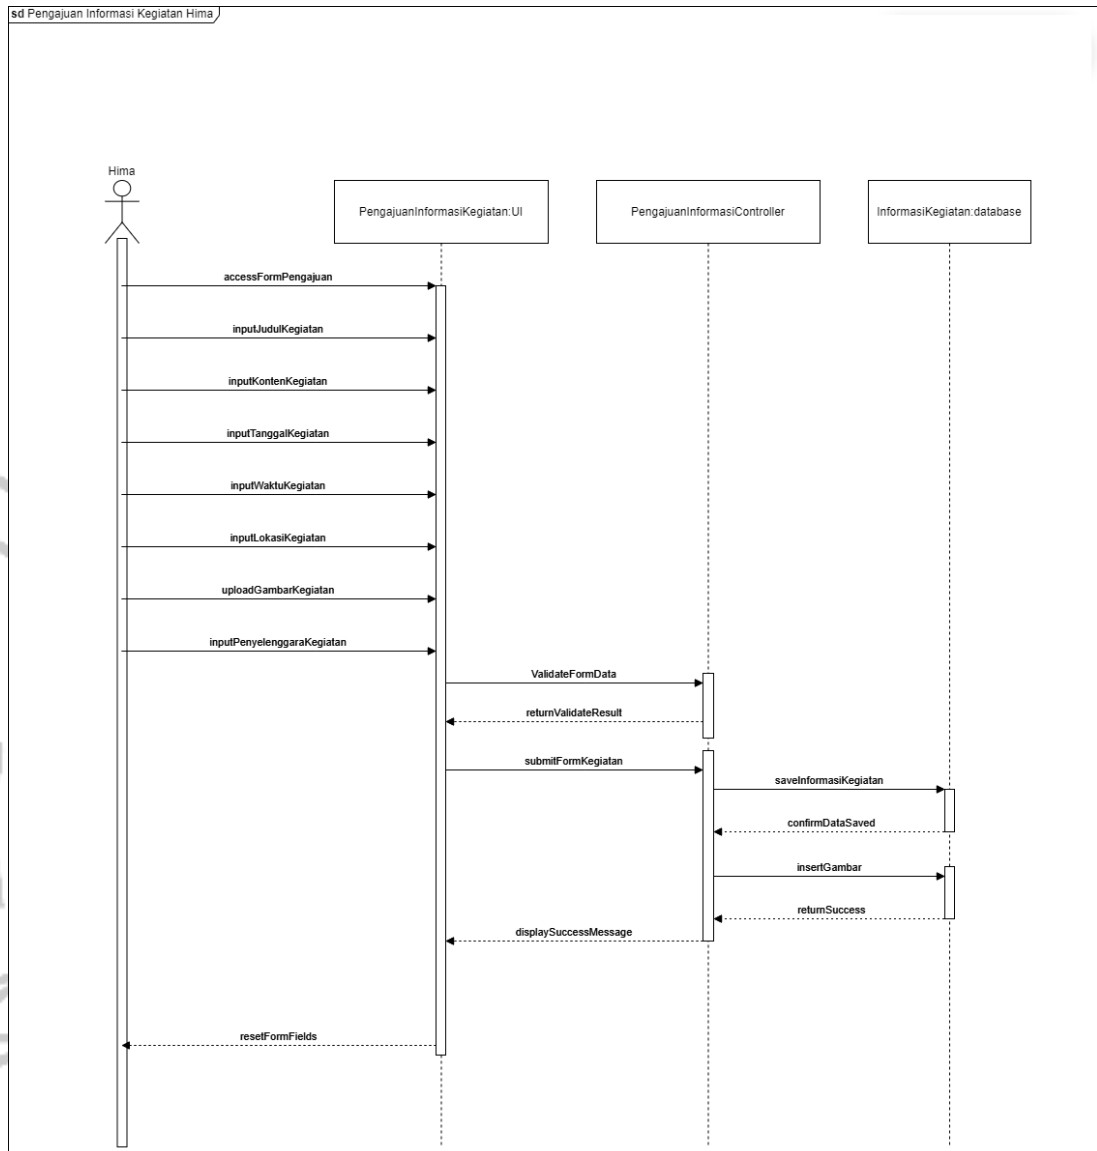 sd Pengajuan Informasi Kegiatan Hima
Hima
PengajuanInformasiKegiatan:UI
PengajuanInformasiController
InformasiKegiatan:database
accessFormPengajuan
inputJudulKegiatan
inputKontenKegiatan
inputTanggalKegiatan
inputWaktuKegiatan
inputLokasiKegiatan
uploadGambarKegiatan
inputPenyelenggaraKegiatan
ValidateFormData
returnValidateResult
submitFormKegiatan
saveInformasiKegiatan
confirmDataSaved
insertGambar
returnSuccess
displaySuccessMessage
resetFormFields